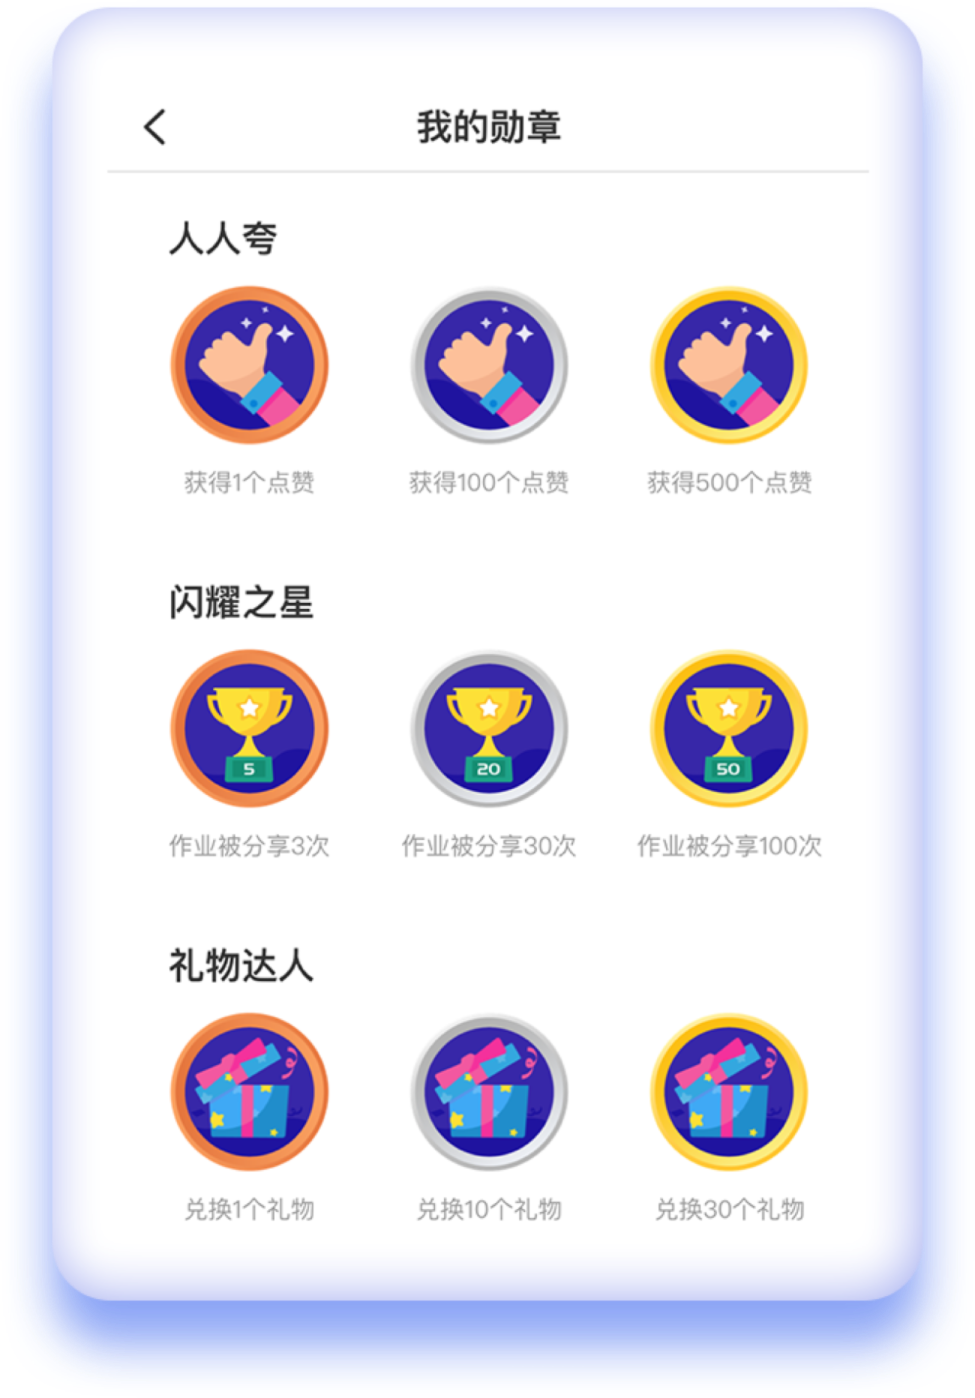 我的勋章
人人夸
获得1个点赞 获得100个点赞 获得500个点赞
闪耀之星
5 20 50
作业被分享3次 作业被分享30次 作业被分享100次
礼物达人
兑换1个礼物 兑换10个礼物 兑换30个礼物